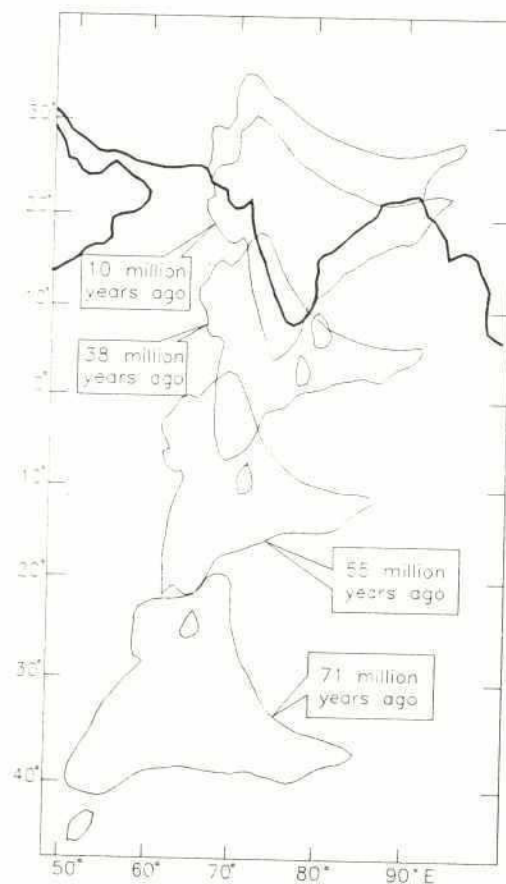 10 million
years ago
38 million
years ago
10°
55 million
years ago
20°
71 million
years ago
30°
40°
50°
60°
70°
80°
90°E